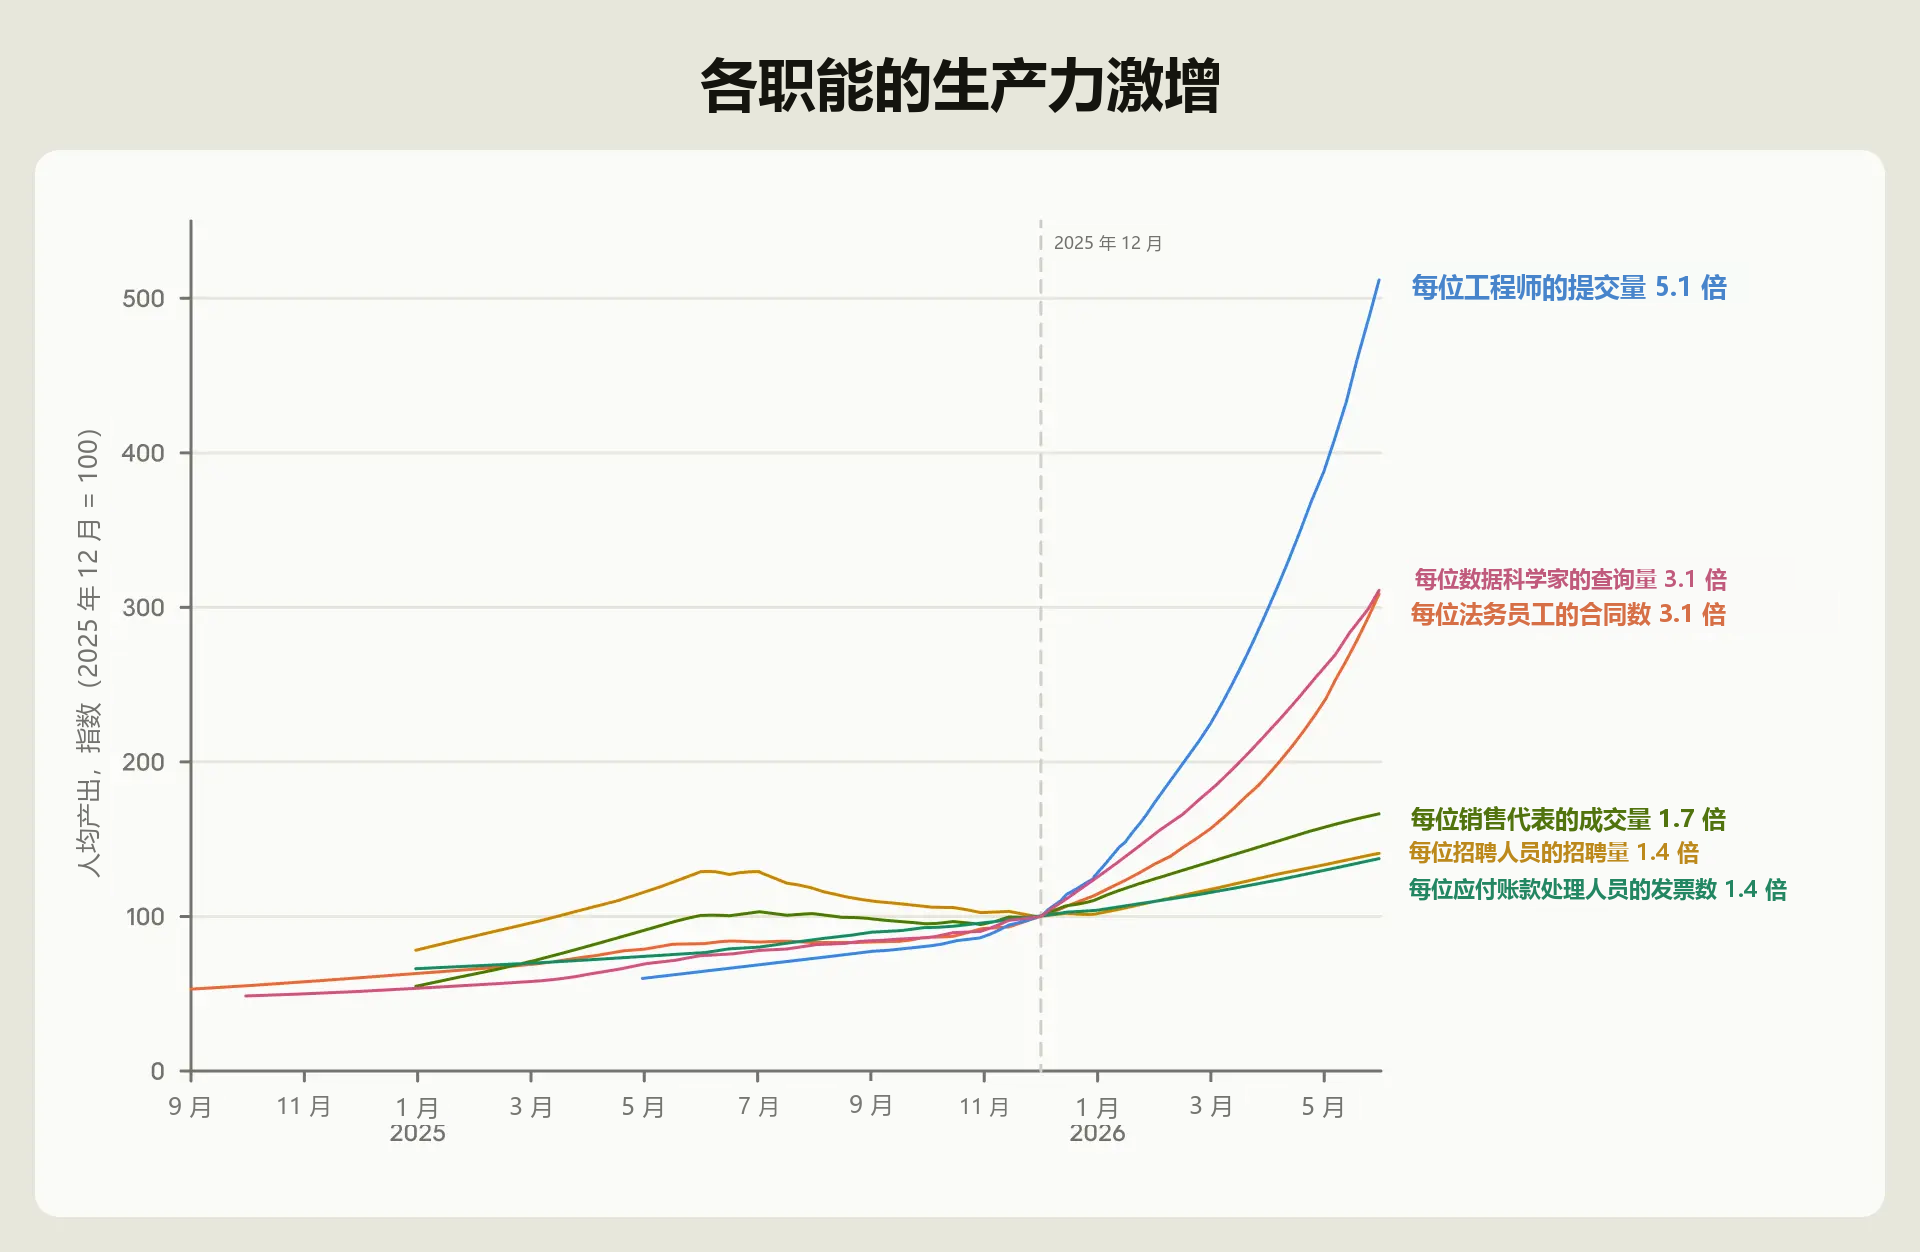 各职能的生产力激增
2025 年 12 月
人均产出，指数（2025 年 12 月 = 100）
500
400
300
200
100
0
每位工程师的提交量 5.1 倍
每位数据科学家的查询量 3.1 倍
每位法务员工的合同数 3.1 倍
每位销售代表的成交量 1.7 倍
每位招聘人员的招聘量 1.4 倍
每位应付账款处理人员的发票数 1.4 倍
9 月 11 月 1 月 3 月 5 月 7 月 9 月 11 月 1 月 3 月 5 月
2025 2026